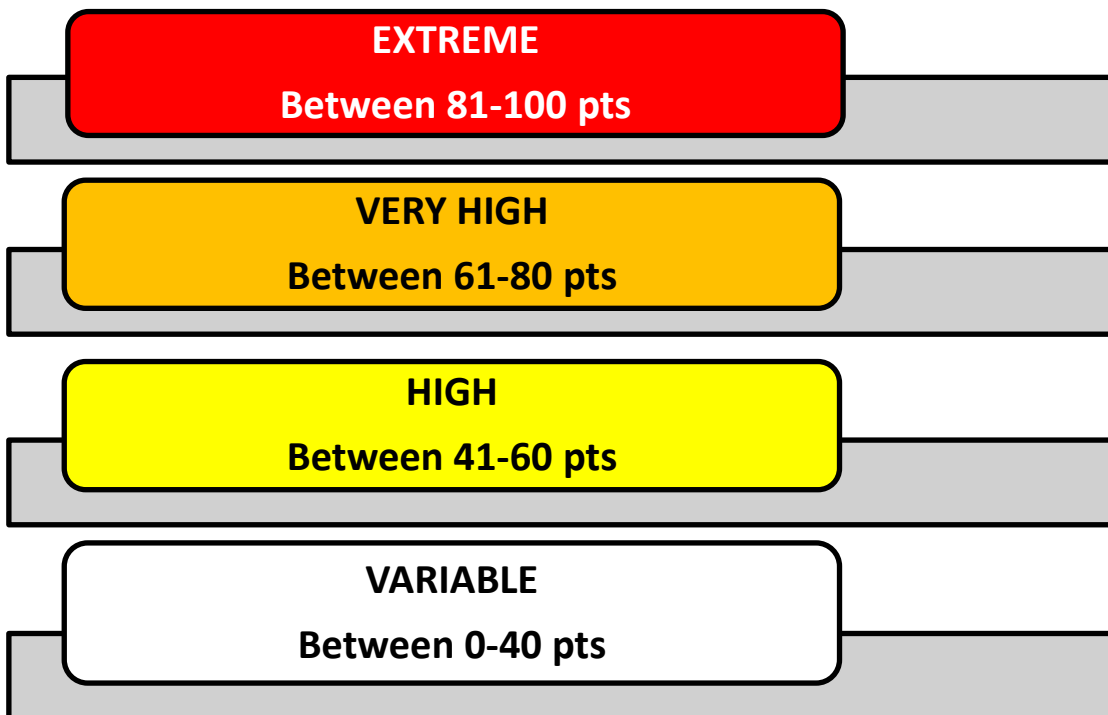 EXTREME
Between 81-100 pts
VERY HIGH
Between 61-80 pts
HIGH
Between 41-60 pts
VARIABLE
Between 0-40 pts